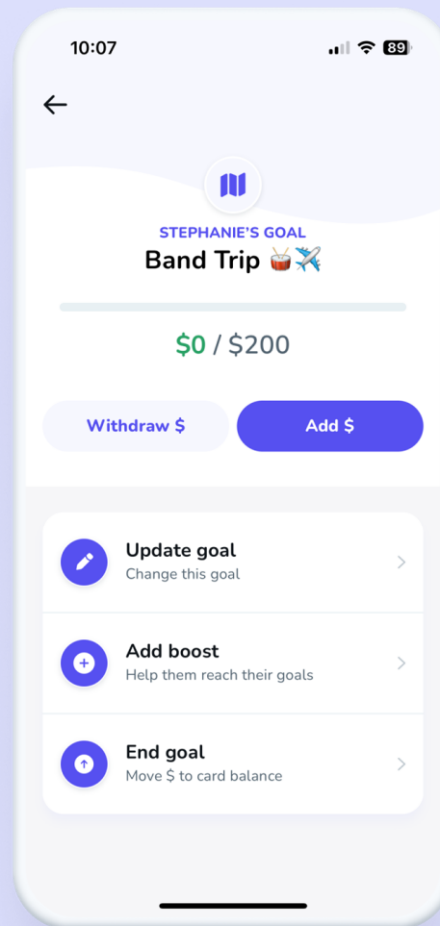 10:07
89
STEPHANIE'S GOAL
Band Trip 🥁✈️
$0 / $200
Withdraw $
Add $
Update goal
Change this goal
Add boost
Help them reach their goals
End goal
Move $ to card balance